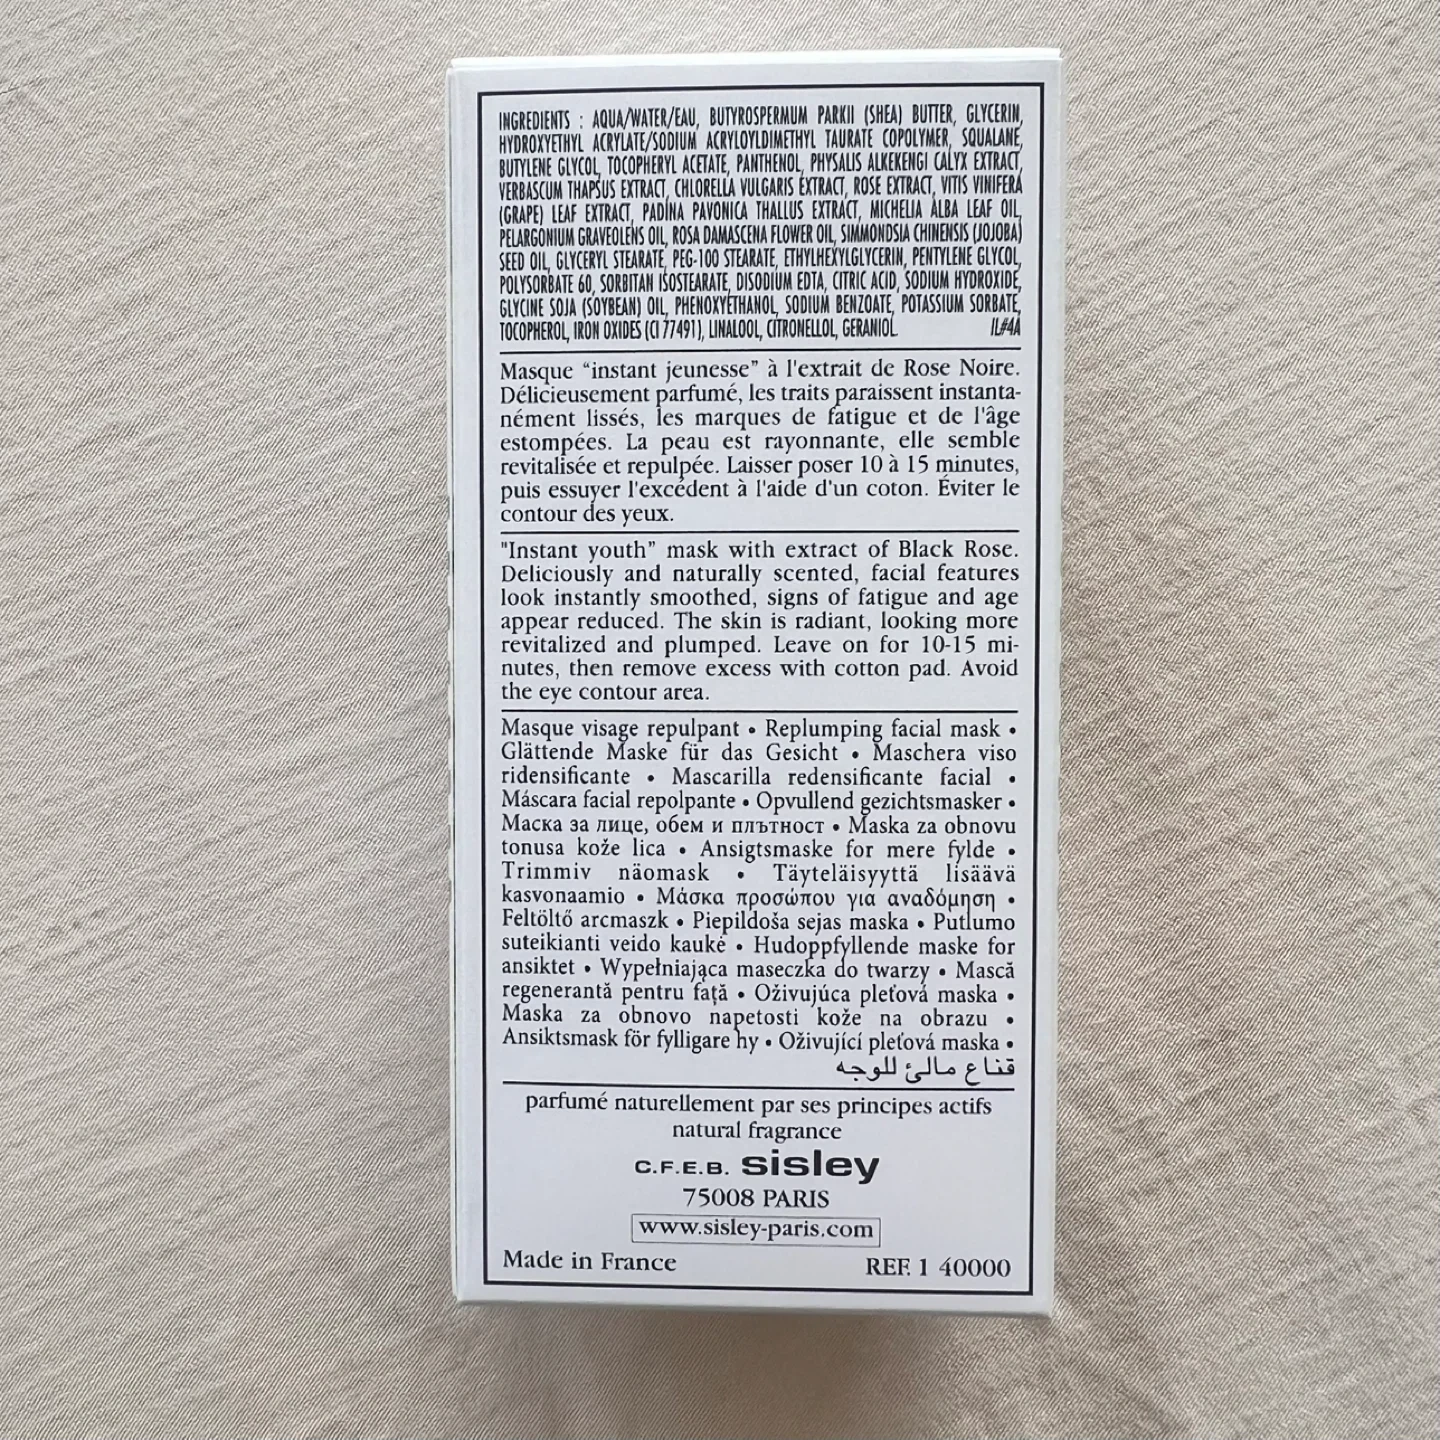 INGREDIENTS : AQUA/WATER/EAU, BUTYROSPERMUM PARKII (SHEA) BUTTER, GLYCERIN,
HYDROXYETHYL ACRYLATE/SODIUM ACRYLOYLDIMETHYL TAURATE COPOLYMER, SQUALANE,
BUTYLENE GLYCOL, TOCOPHERYL ACETATE, PANTHENOL, PHYSALIS ALKEKENGI CALYX EXTRACT,
VERBASCUM THAPSUS EXTRACT, CHLORELLA VULGARIS EXTRACT, ROSE EXTRACT, VITIS VINIFERA
(GRAPE) LEAF EXTRACT, PADINA PAVONICA THALLUS EXTRACT, MICHELIA ALBA LEAF OIL,
PELARGONIUM GRAVEOLENS OIL, ROSA DAMASCENA FLOWER OIL, SIMMONDSIA CHINENSIS (JOJOBA)
SEED OIL, GLYCERYL STEARATE, PEG-100 STEARATE, ETHYLHEXYLGLYCERIN, PENTYLENE GLYCOL,
POLYSORBATE 60, SORBITAN ISOSTEARATE, DISODIUM EDTA, CITRIC ACID, SODIUM HYDROXIDE,
GLYCINE SOJA (SOYBEAN) OIL, PHENOXYETHANOL, SODIUM BENZOATE, POTASSIUM SORBATE,
TOCOPHEROL, IRON OXIDES (CI 77491), LINALOOL, CITRONELLOL, GERANIOL. IL#4A
Masque “instant jeunesse” à l'extrait de Rose Noire.
Délicieusement parfumé, les traits paraissent instanta-
nément lissés, les marques de fatigue et de l'âge
estompées. La peau est rayonnante, elle semble
revitalisée et repulpée. Laisser poser 10 à 15 minutes,
puis essuyer l'excédent à l'aide d'un coton. Éviter le
contour des yeux.
"Instant youth” mask with extract of Black Rose.
Deliciously and naturally scented, facial features
look instantly smoothed, signs of fatigue and age
appear reduced. The skin is radiant, looking more
revitalized and plumped. Leave on for 10-15 mi-
nutes, then remove excess with cotton pad. Avoid
the eye contour area.
Masque visage repulpant • Replumping facial mask •
Glättende Maske für das Gesicht • Maschera viso
ridensificante • Mascarilla redensificante facial •
Máscara facial repolpante • Opvullend gezichtsmasker •
Маска за лице, обем и плътност • Maska za obnovu
tonusa kože lica • Ansigtsmaske for mere fylde •
Trimmiv näomask • Täyteläisyyttä lisäävä
kasvonaamio • Μάσκα προσώπου για αναδόμηση •
Feltöltő arcmaszk • Piepildoša sejas maska • Putlumo
suteikianti veido kaukė • Hudoppfyllende maske for
ansiktet • Wypełniająca maseczka do twarzy • Mască
regenerantă pentru față • Oživujúca pleťová maska •
Maska za obnovo napetosti kože na obrazu •
Ansiktsmask för fylligare hy • Oživující pleťová maska •
قناع مالئ للوجه
parfumé naturellement par ses principes actifs
natural fragrance
C.F.E.B. sisley
75008 PARIS
www.sisley-paris.com
Made in France REF. 1 40000